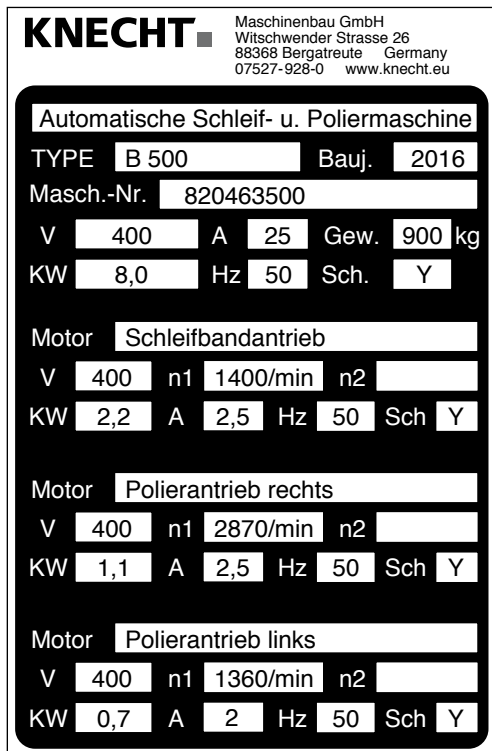 KNECHT
Maschinenbau GmbH
Witschwender Strasse 26
88368 Bergatreute Germany
07527-928-0 www.knecht.eu
Automatische Schleif- u. Poliermaschine
TYPE B 500 Bauj. 2016
Masch.-Nr. 820463500
V 400 A 25 Gew. 900 kg
KW 8,0 Hz 50 Sch. Y
Motor Schleifbandantrieb
V 400 n1 1400/min n2
KW 2,2 A 2,5 Hz 50 Sch Y
Motor Polierantrieb rechts
V 400 n1 2870/min n2
KW 1,1 A 2,5 Hz 50 Sch Y
Motor Polierantrieb links
V 400 n1 1360/min n2
KW 0,7 A 2 Hz 50 Sch Y